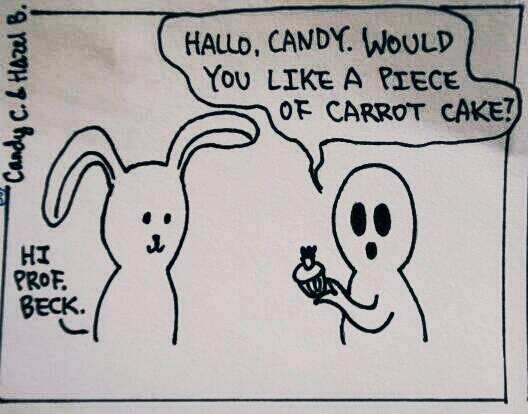 Candy C. & Hazel B.
HALLO, CANDY. WOULD
YOU LIKE A PIECE
OF CARROT CAKE?
HI
PROF.
BECK.